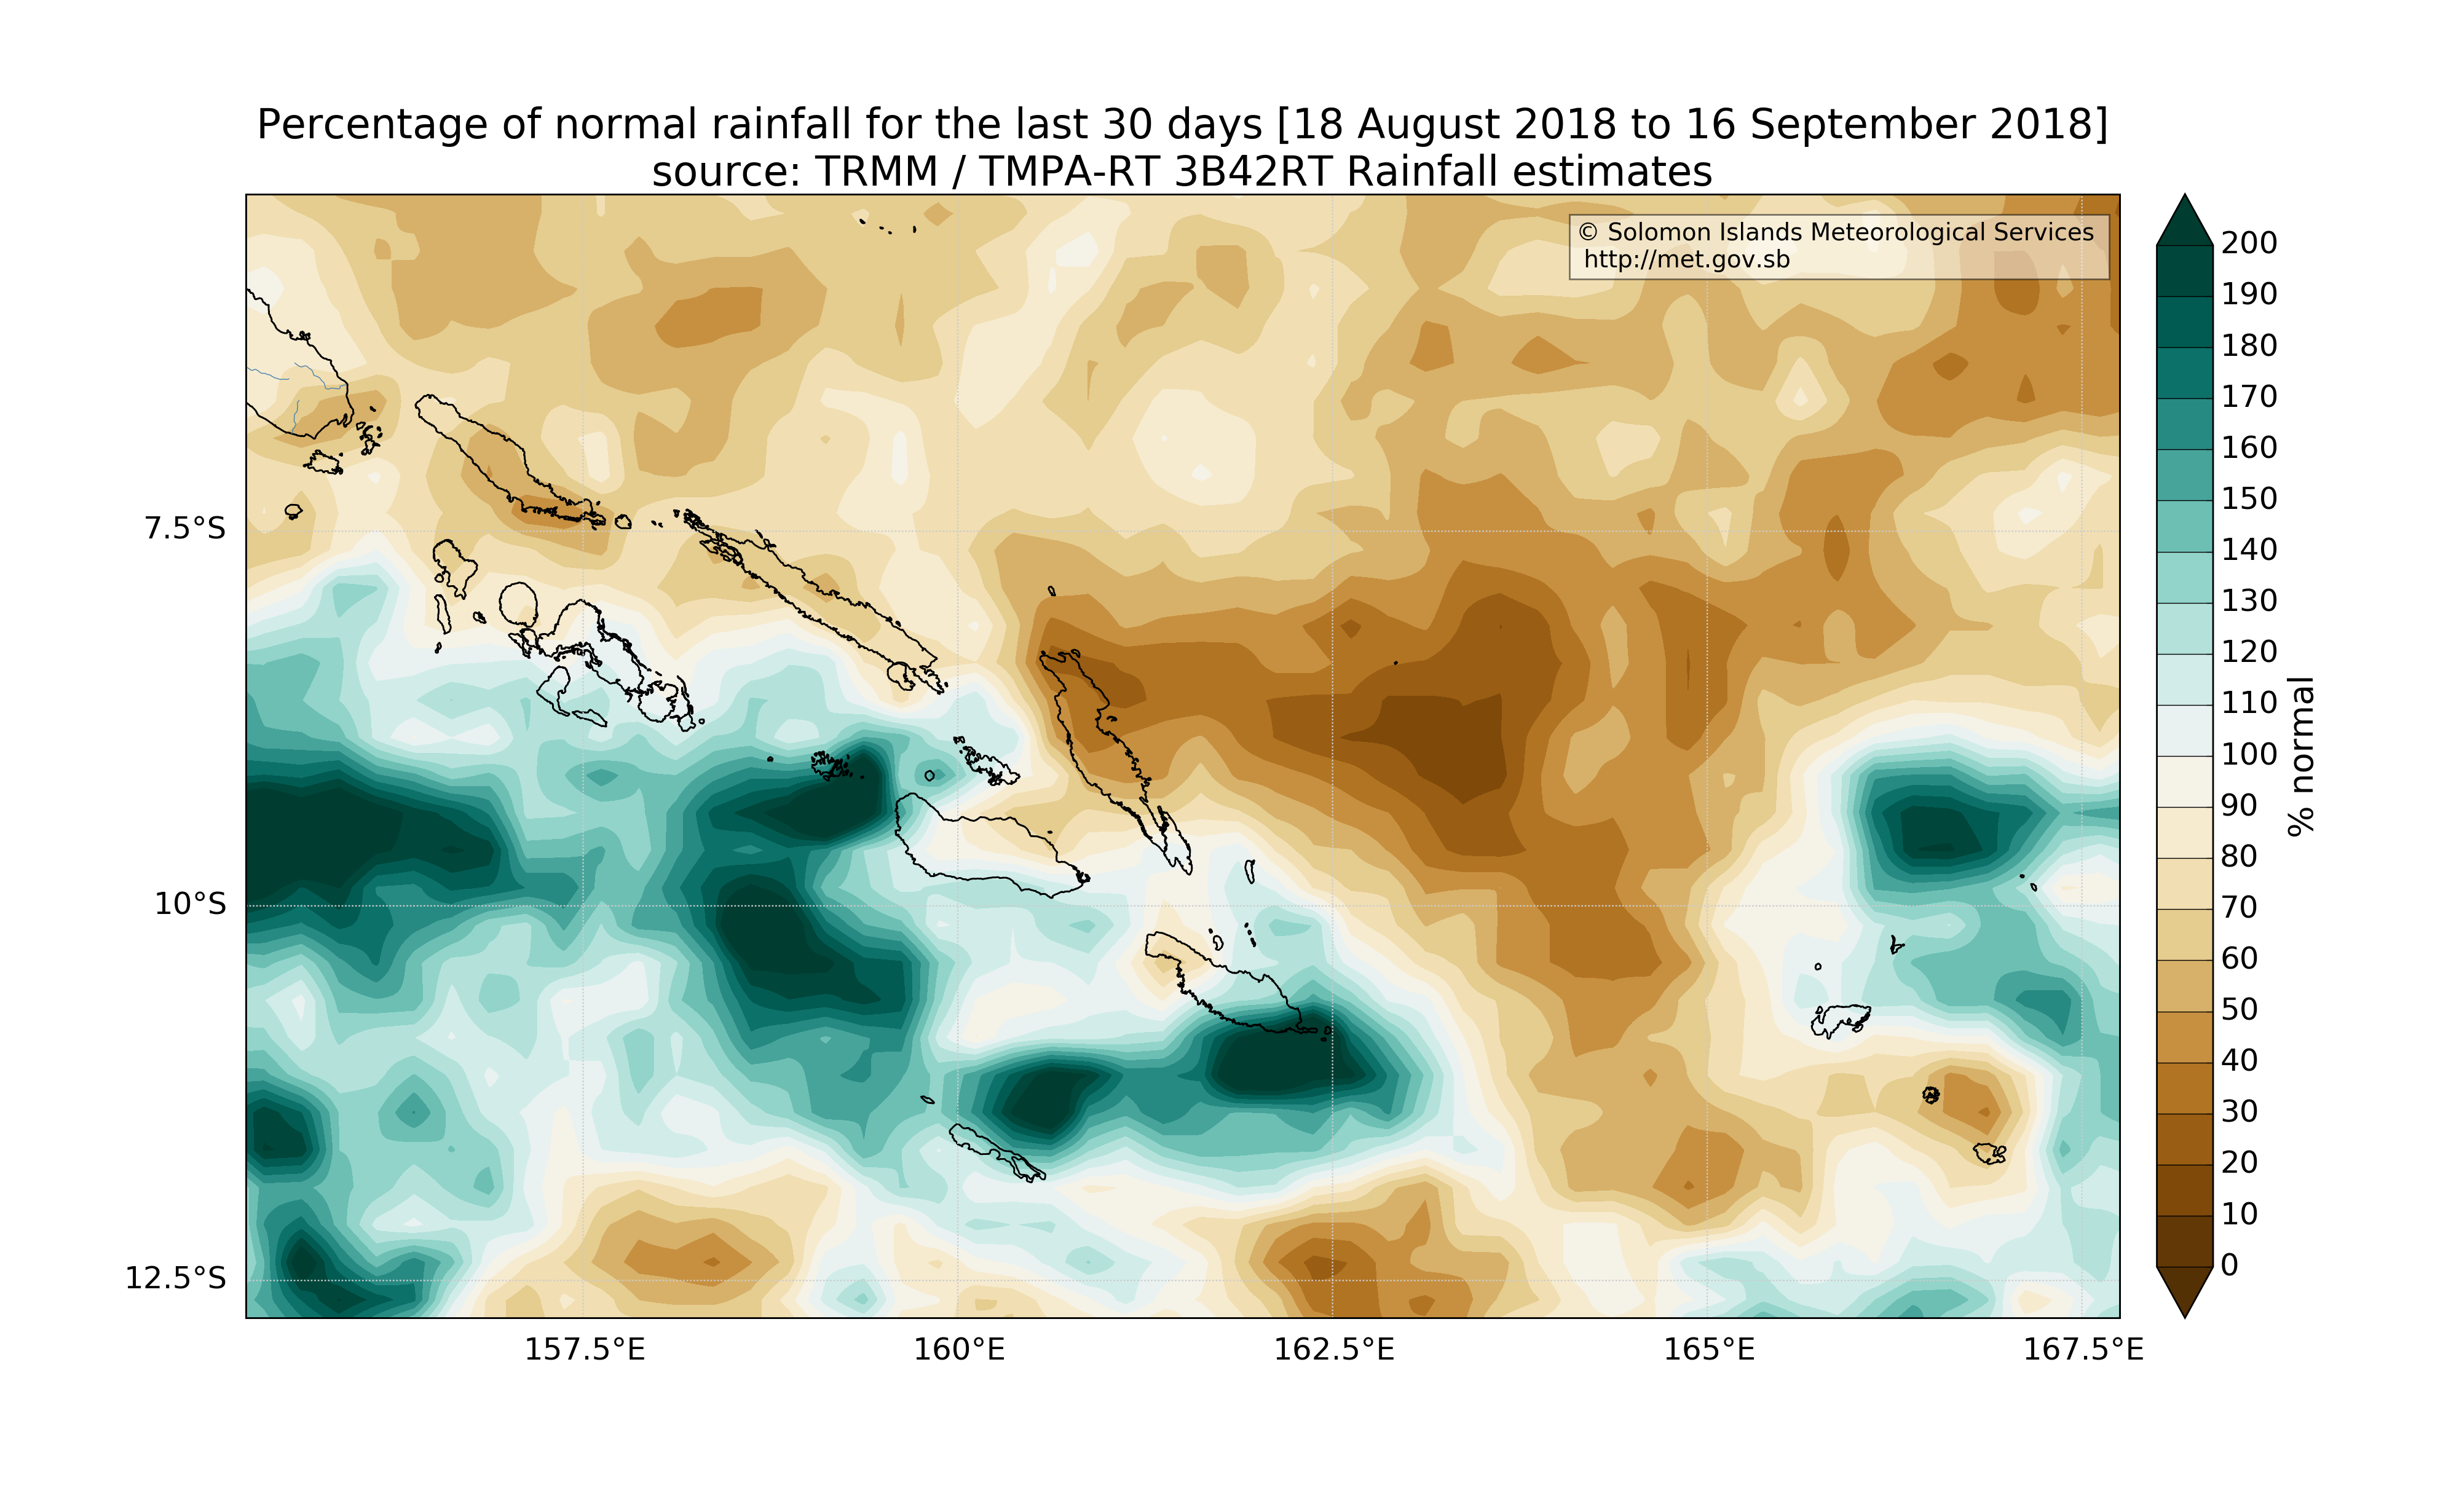 Percentage of normal rainfall for the last 30 days [18 August 2018 to 16 September 2018]
source: TRMM / TMPA-RT 3B42RT Rainfall estimates
© Solomon Islands Meteorological Services
http://met.gov.sb
7.5°S
10°S
12.5°S
157.5°E
160°E
162.5°E
165°E
167.5°E
200
190
180
170
160
150
140
130
120
110
100
90
80
70
60
50
40
30
20
10
0
% normal